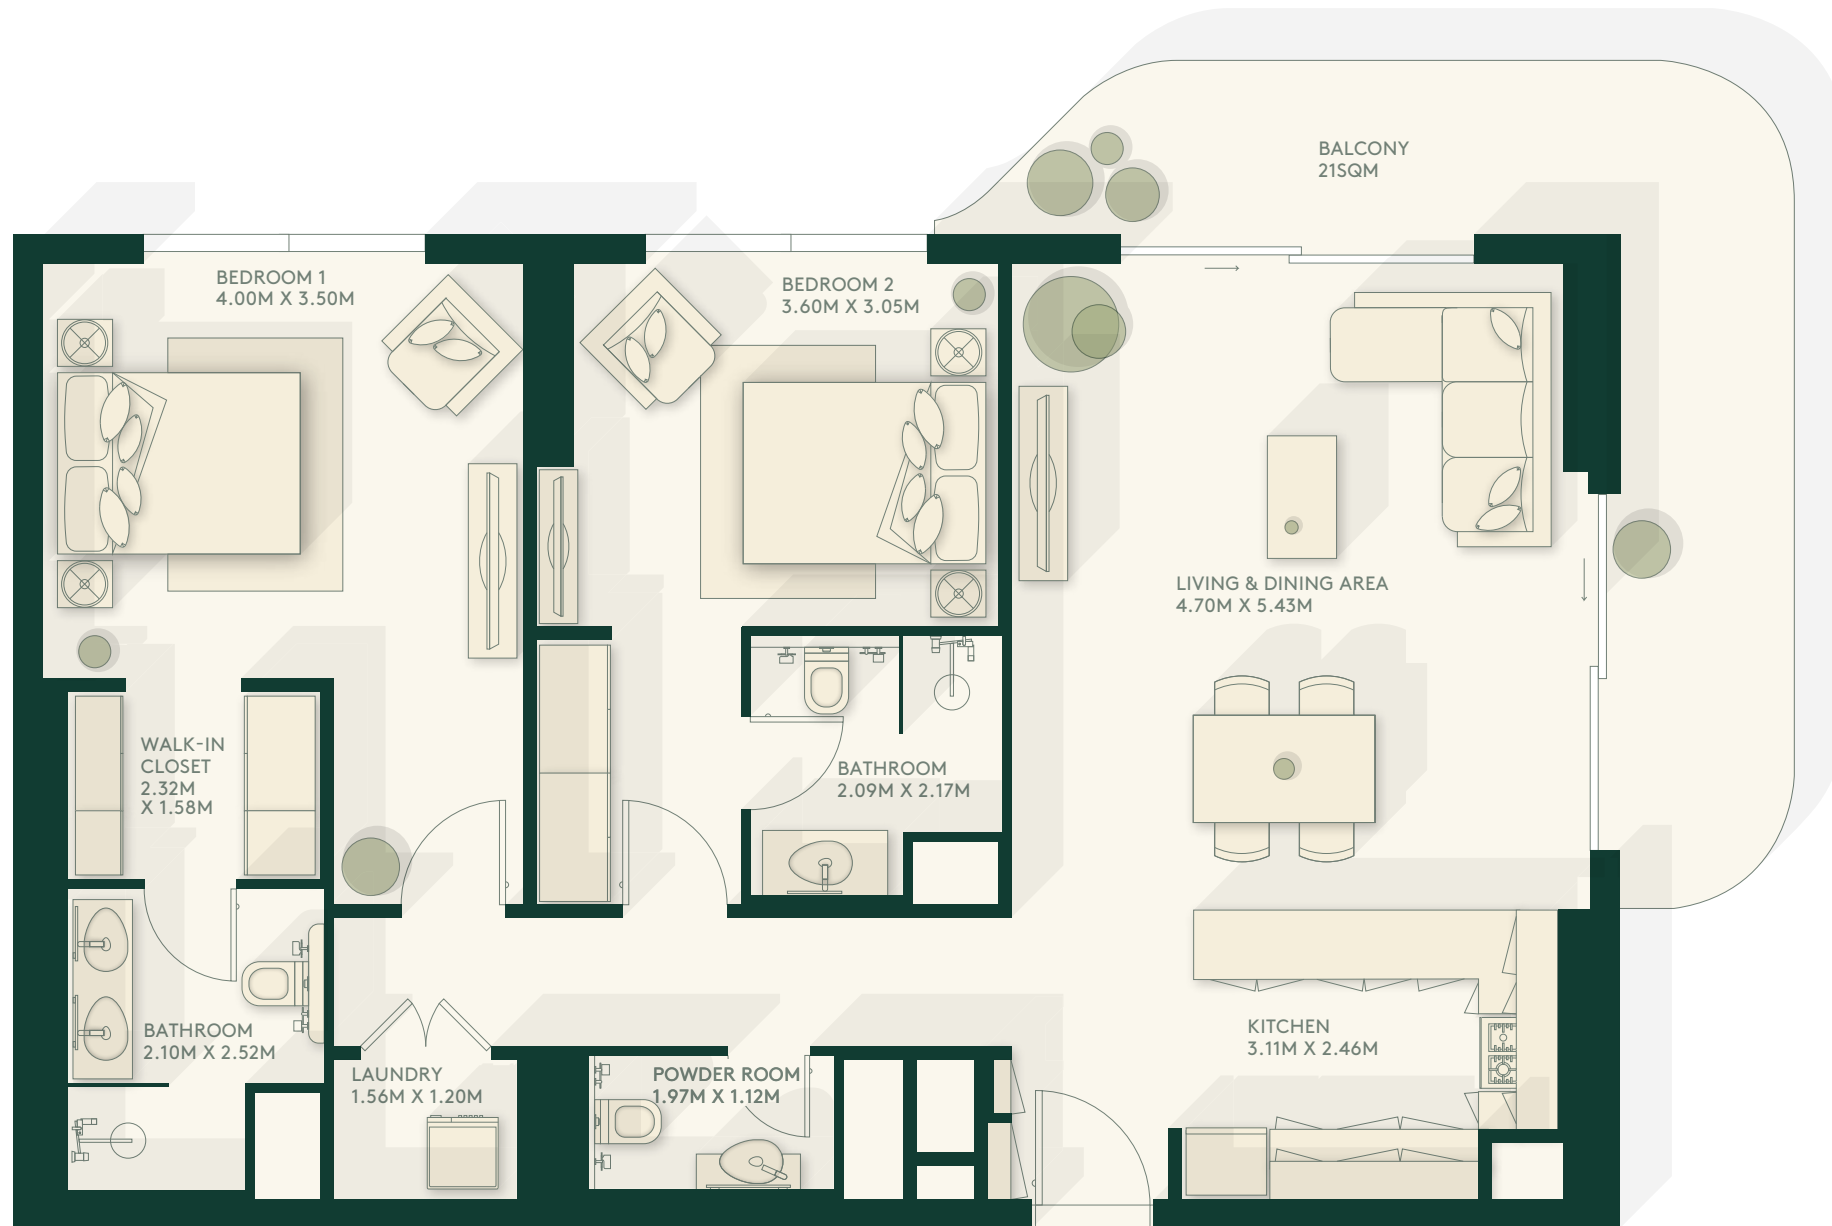 BALCONY
21SQM
BEDROOM 1
4.00M X 3.50M
BEDROOM 2
3.60M X 3.05M
LIVING & DINING AREA
4.70M X 5.43M
WALK-IN
CLOSET
2.32M
X 1.58M
BATHROOM
2.09M X 2.17M
BATHROOM
2.10M X 2.52M
LAUNDRY
1.56M X 1.20M
POWDER ROOM
1.97M X 1.12M
KITCHEN
3.11M X 2.46M